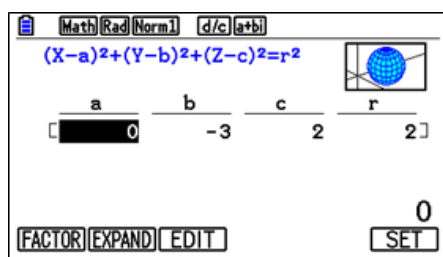 Math Rad Norm1 d/c a+bi
(X-a)²+(Y-b)²+(Z-c)²=r²
a b c r
[ 0 -3 2 2 ]
0
FACTOR EXPAND EDIT SET